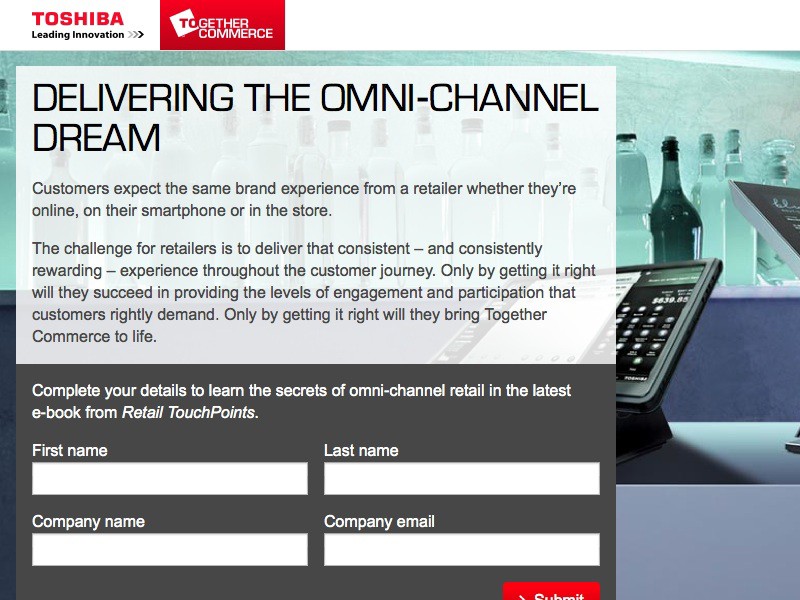 TOSHIBA
Leading Innovation >>>
TOGETHER
COMMERCE
DELIVERING THE OMNI-CHANNEL
DREAM
Customers expect the same brand experience from a retailer whether they’re
online, on their smartphone or in the store.
The challenge for retailers is to deliver that consistent – and consistently
rewarding – experience throughout the customer journey. Only by getting it right
will they succeed in providing the levels of engagement and participation that
customers rightly demand. Only by getting it right will they bring Together
Commerce to life.
$639.85
TOSHIBA
Complete your details to learn the secrets of omni-channel retail in the latest
e-book from Retail TouchPoints.
First name
Last name
Company name
Company email
> Submit